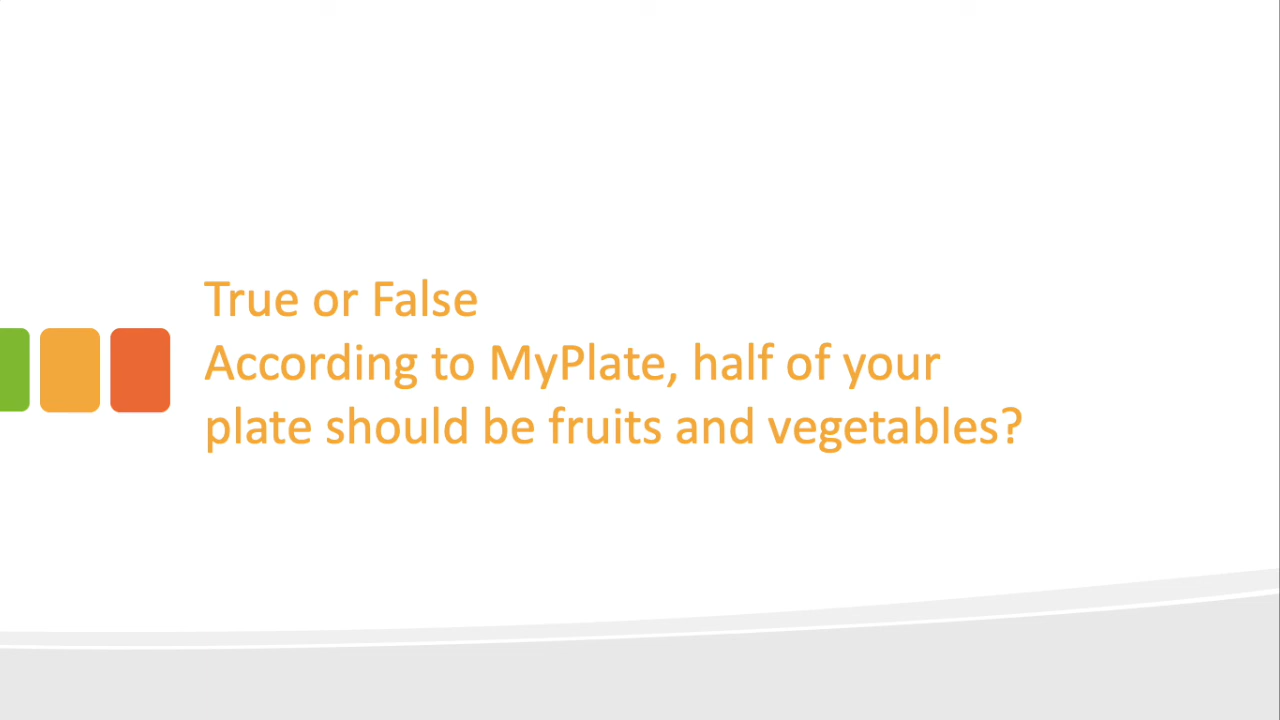 True or False
According to MyPlate, half of your
plate should be fruits and vegetables?